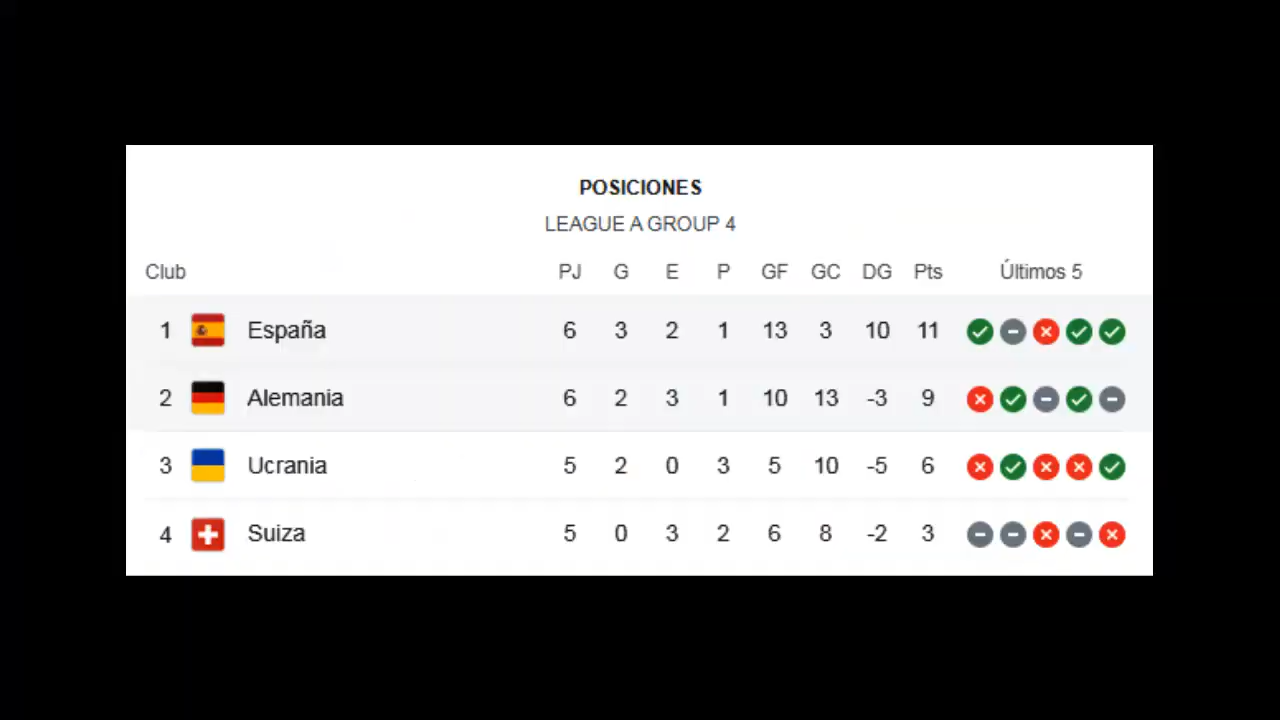 POSICIONES
LEAGUE A GROUP 4
Club PJ G E P GF GC DG Pts Últimos 5
1 España 6 3 2 1 13 3 10 11
2 Alemania 6 2 3 1 10 13 -3 9
3 Ucrania 5 2 0 3 5 10 -5 6
4 Suiza 5 0 3 2 6 8 -2 3